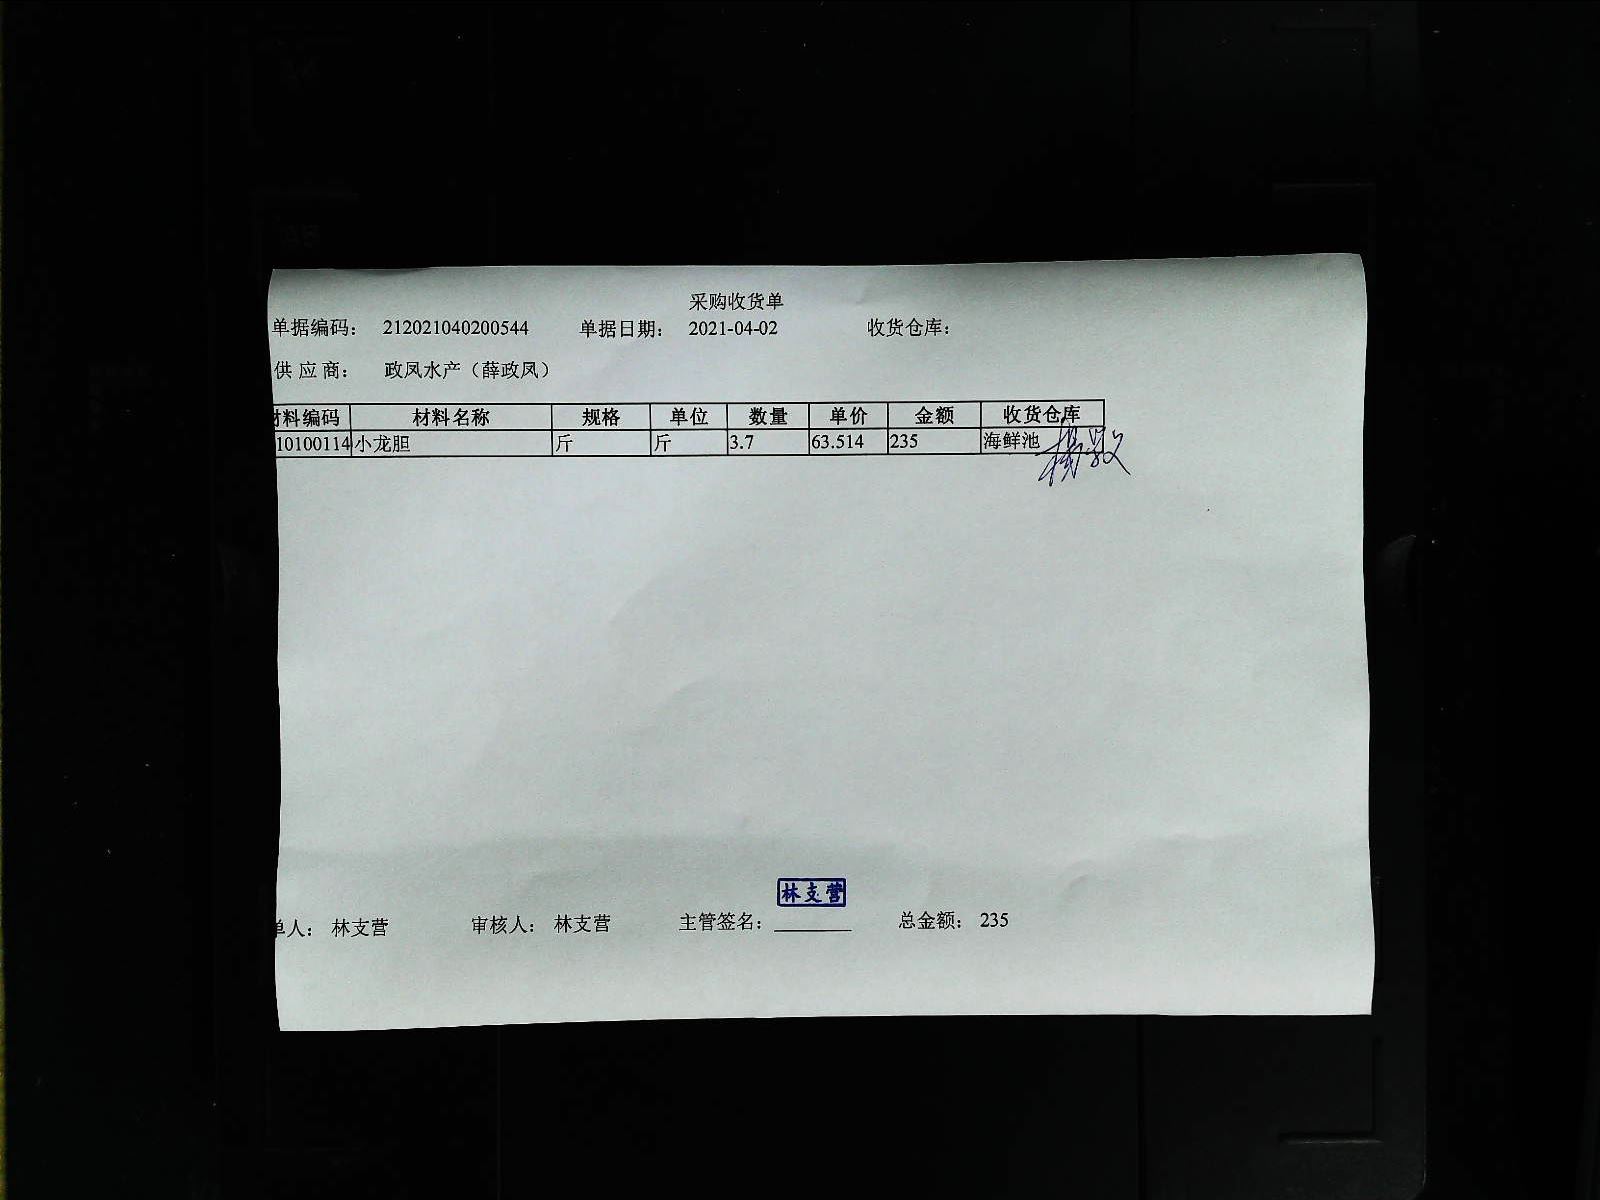 采购收货单
单据编码: 212021040200544 单据日期: 2021-04-02 收货仓库:
供应商: 政凤水产（薛政凤）
材料编码 材料名称 规格 单位 数量 单价 金额 收货仓库
10100114 小龙胆 斤 斤 3.7 63.514 235 海鲜池
林支营
单人: 林支营 审核人: 林支营 主管签名: 总金额: 235